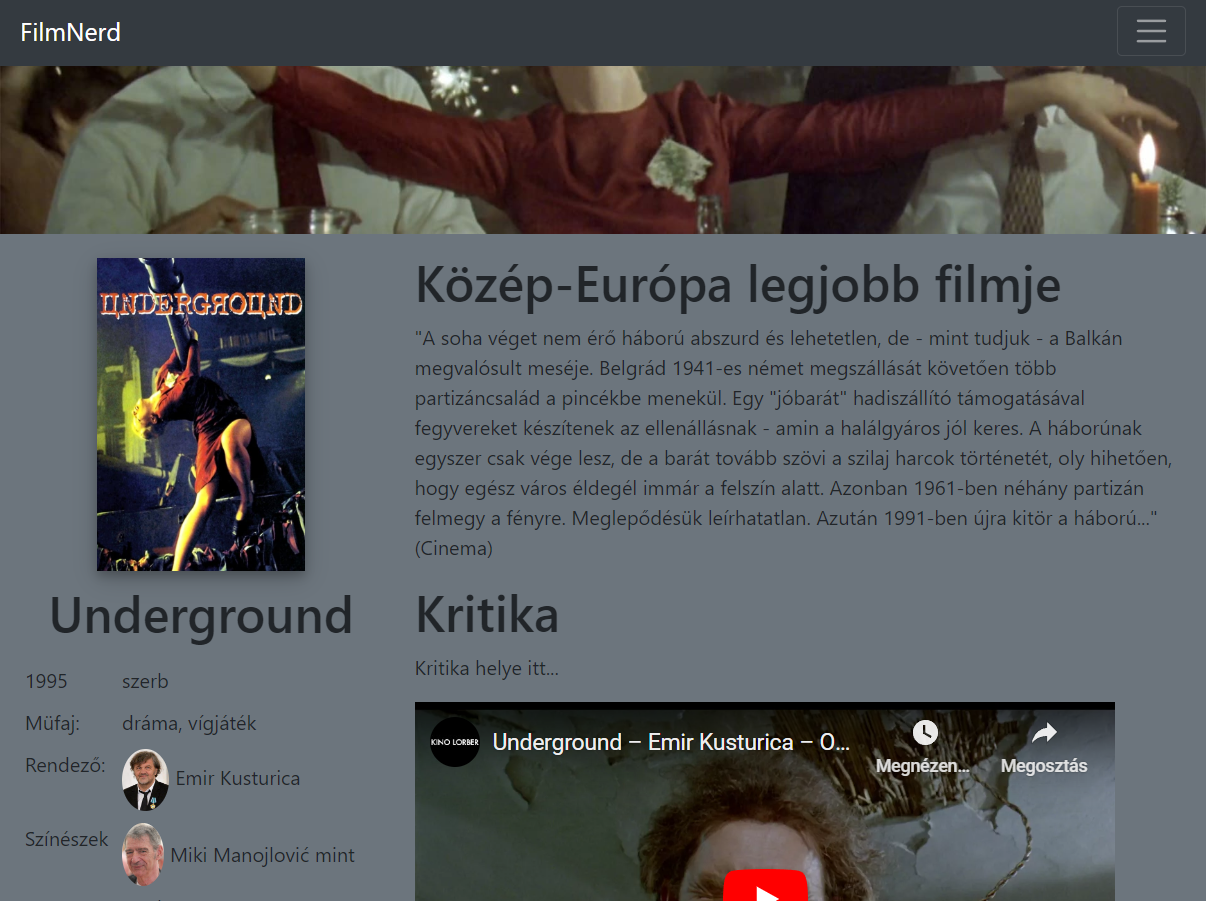 FilmNerd
UNDERGROUND
Underground
1995 szerb
Műfaj: dráma, vígjáték
Rendező: Emir Kusturica
Színészek Miki Manojlović mint
Közép-Európa legjobb filmje
"A soha véget nem érő háború abszurd és lehetetlen, de - mint tudjuk - a Balkán
megvalósult meséje. Belgrád 1941-es német megszállását követően több
partizáncsalád a pincékbe menekül. Egy "jóbarát" hadiszállító támogatásával
fegyvereket készítenek az ellenállásnak - amin a halálgyáros jól keres. A háborúnak
egyszer csak vége lesz, de a barát tovább szövi a szilaj harcok történetét, oly hihetően,
hogy egész város éldegél immár a felszín alatt. Azonban 1961-ben néhány partizán
felmegy a fényre. Meglepődésük leírhatatlan. Azután 1991-ben újra kitör a háború..."
(Cinema)
Kritika
Kritika helye itt...
KINO LORBER
Underground – Emir Kusturica – O...
Megnézen...
Megosztás